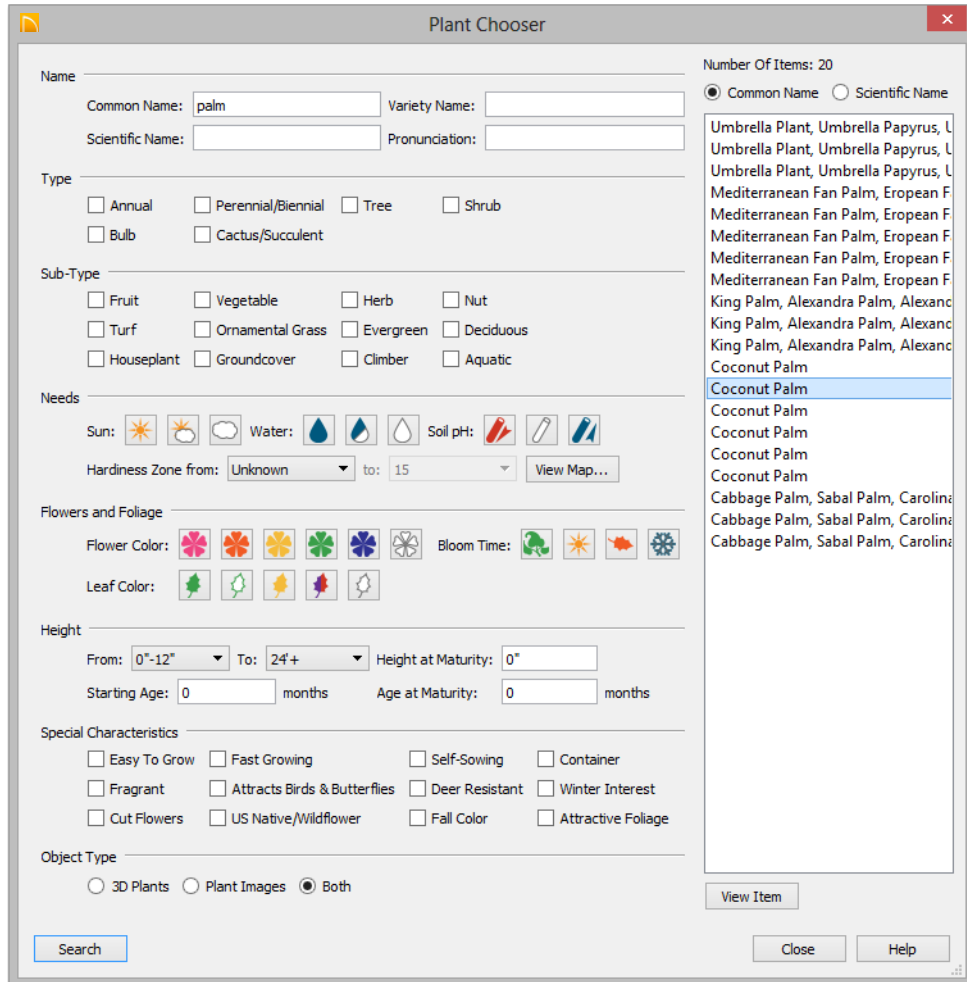 Plant Chooser
Name
Common Name: palm Variety Name:
Scientific Name: Pronunciation:
Type
Annual Perennial/Biennial Tree Shrub
Bulb Cactus/Succulent
Sub-Type
Fruit Vegetable Herb Nut
Turf Ornamental Grass Evergreen Deciduous
Houseplant Groundcover Climber Aquatic
Needs
Sun: Water: Soil pH:
Hardiness Zone from: Unknown to: 15 View Map...
Flowers and Foliage
Flower Color: Bloom Time:
Leaf Color:
Height
From: 0"-12" To: 24'+ Height at Maturity: 0"
Starting Age: 0 months Age at Maturity: 0 months
Special Characteristics
Easy To Grow Fast Growing Self-Sowing Container
Fragrant Attracts Birds & Butterflies Deer Resistant Winter Interest
Cut Flowers US Native/Wildflower Fall Color Attractive Foliage
Object Type
3D Plants Plant Images Both
Search
Number Of Items: 20
Common Name Scientific Name
Umbrella Plant, Umbrella Papyrus, U
Umbrella Plant, Umbrella Papyrus, U
Umbrella Plant, Umbrella Papyrus, U
Mediterranean Fan Palm, Eropean F
Mediterranean Fan Palm, Eropean F
Mediterranean Fan Palm, Eropean F
Mediterranean Fan Palm, Eropean F
Mediterranean Fan Palm, Eropean F
King Palm, Alexandra Palm, Alexand
King Palm, Alexandra Palm, Alexand
King Palm, Alexandra Palm, Alexand
Coconut Palm
Coconut Palm
Coconut Palm
Coconut Palm
Coconut Palm
Coconut Palm
Cabbage Palm, Sabal Palm, Carolina
Cabbage Palm, Sabal Palm, Carolina
Cabbage Palm, Sabal Palm, Carolina
View Item
Close Help